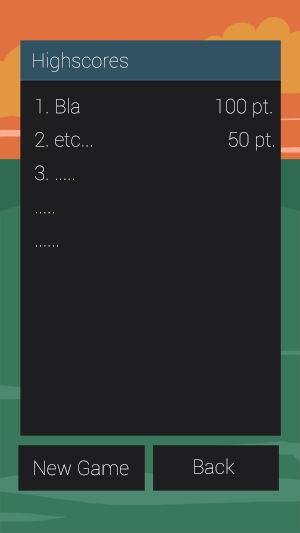 Highscores
1. Bla 100 pt.
2. etc... 50 pt.
3. .....
.....
......
New Game Back